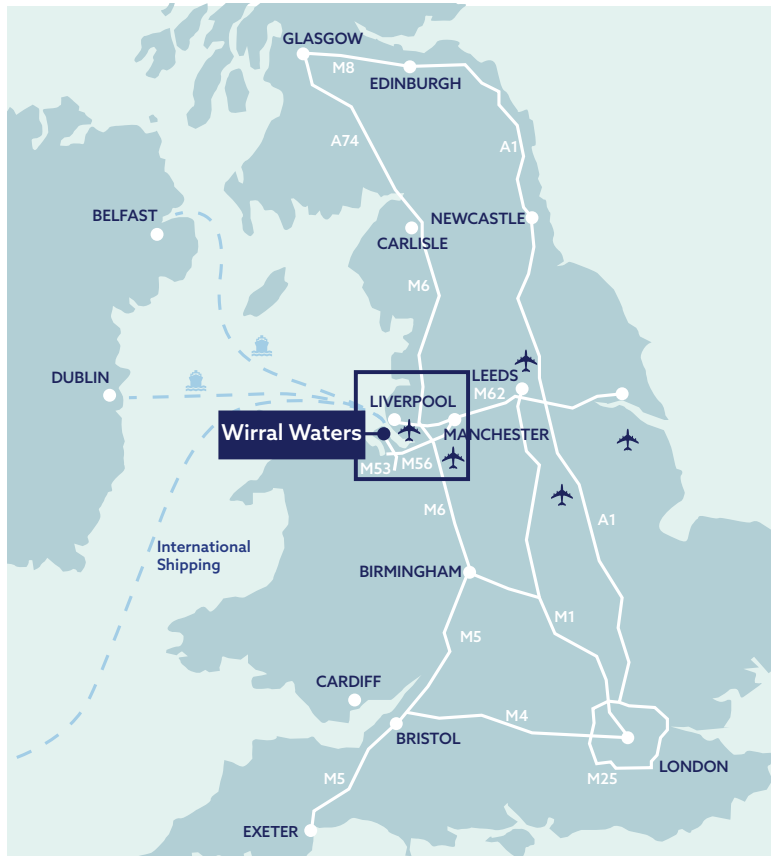 GLASGOW
M8
EDINBURGH
A74
A1
BELFAST
NEWCASTLE
CARLISLE
M6
DUBLIN
LEEDS
M62
LIVERPOOL
Wirral Waters
MANCHESTER
M53
M56
M6
A1
International
Shipping
BIRMINGHAM
M1
M5
CARDIFF
M4
BRISTOL
LONDON
M25
M5
EXETER